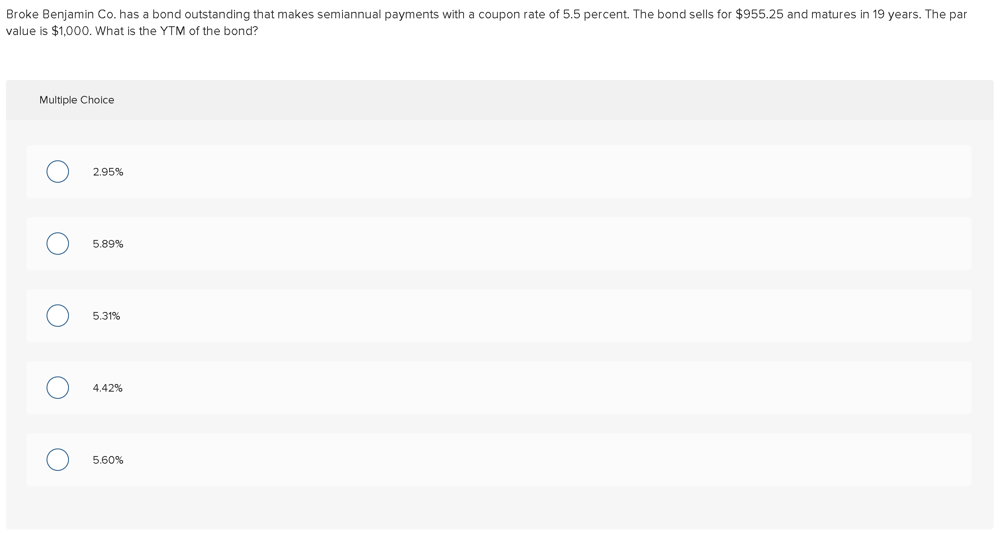 Broke Benjamin Co. has a bond outstanding that makes semiannual payments with a coupon rate of 5.5 percent. The bond sells for $955.25 and matures in 19 years. The par
value is $1,000. What is the YTM of the bond?
Multiple Choice
2.95%
5.89%
5.31%
4.42%
5.60%